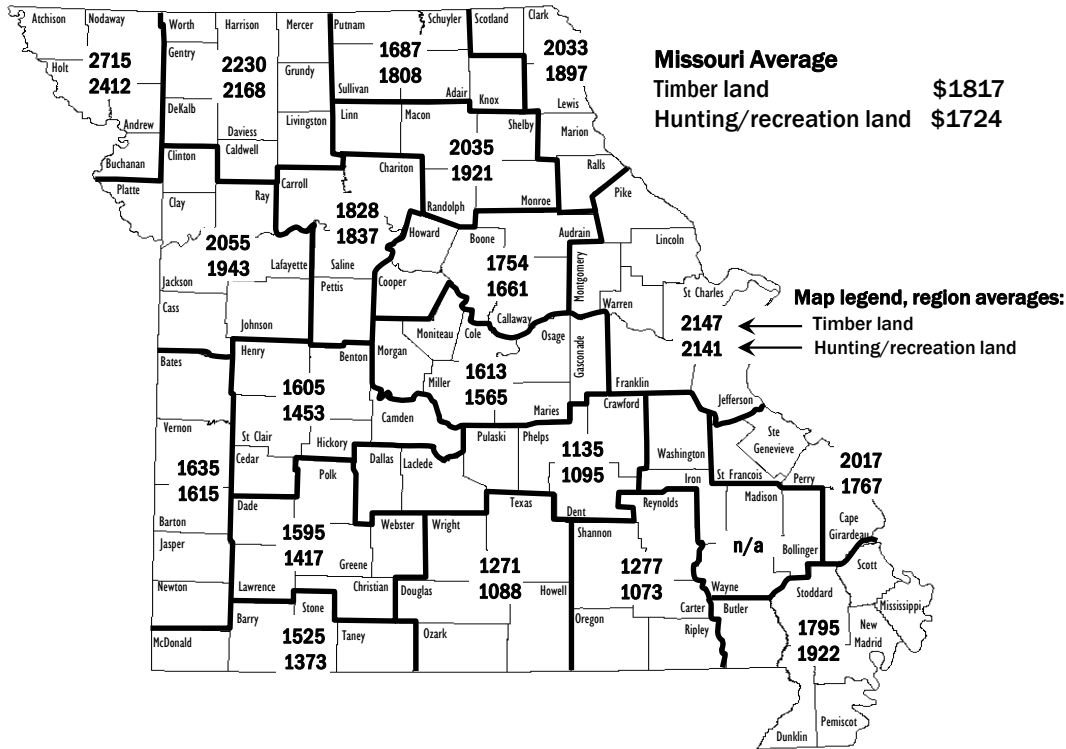 Atchison
Nodaway
Worth
Harrison
Mercer
Putnam
Schuyler
Scotland
Clark
Holt
2715
2412
Gentry
2230
2168
Grundy
1687
1808
2033
1897
Missouri Average
Timber land $1817
Hunting/recreation land $1724
DeKalb
Sullivan
Adair
Knox
Lewis
Andrew
Daviess
Livingston
Linn
Macon
Shelby
Marion
Buchanan
Clinton
Caldwell
2035
1921
Chariton
Ralls
Platte
Clay
Ray
Carroll
1828
1837
Randolph
Monroe
Pike
Howard
Boone
Audrain
Lincoln
2055
1943
Jackson
Lafayette
Saline
Pettis
Cooper
1754
1661
Callaway
Montgomery
Warren
St Charles
Map legend, region averages:
2147
Timber land
2141
Hunting/recreation land
Cass
Johnson
Moniteau
Cole
Osage
Gasconade
Bates
Henry
Benton
Morgan
Miller
1613
1565
Maries
Franklin
Jefferson
1605
1453
Camden
Crawford
Vernon
St Clair
Hickory
Cedar
Polk
Dallas
Laclede
Pulaski
Phelps
1135
1095
Washington
Iron
St Francois
Ste
Genevieve
Perry
2017
1767
1635
1615
Dade
Texas
Dent
Reynolds
Madison
Cape
Girardeau
Barton
Jasper
1595
1417
Greene
Webster
Wright
Shannon
n/a
Bollinger
Scott
Newton
Lawrence
Christian
Douglas
1271
1088
Howell
1277
1073
Carter
Wayne
Butler
Stoddard
Mississippi
New
Madrid
McDonald
Barry
Stone
1525
1373
Taney
Ozark
Oregon
Ripley
1795
1922
Dunklin
Pemiscot